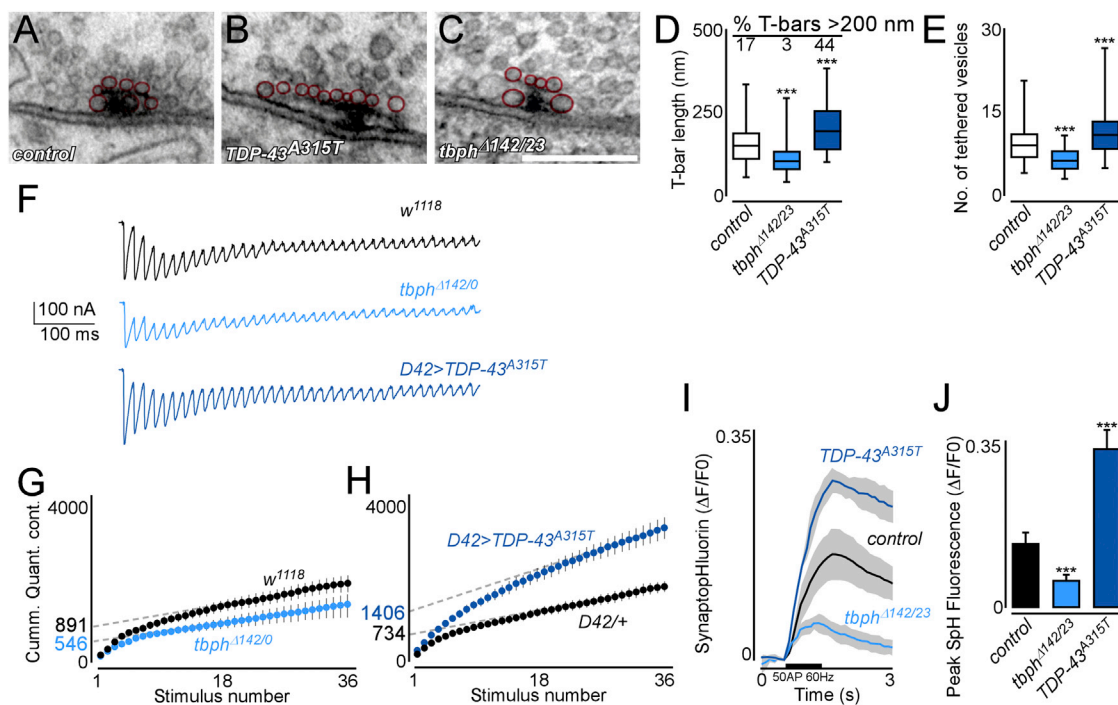 A
B
C
control
TDP-43A315T
tbphΔ142/23
D
% T-bars >200 nm
17 3 44
500
250
0
T-bar length (nm)
***
***
control
tbphΔ142/23
TDP-43A315T
E
30
15
0
No. of tethered vesicles
***
***
control
tbphΔ142/23
TDP-43A315T
F
w1118
100 nA
100 ms
tbphΔ142/0
D42>TDP-43A315T
G
4000
891
546
0
Cumm. Quant. cont.
w1118
tbphΔ142/0
1 18 36
Stimulus number
H
4000
1406
734
0
D42>TDP-43A315T
D42/+
1 18 36
Stimulus number
I
0.35
0
SynaptopHluorin (ΔF/F0)
TDP-43A315T
control
tbphΔ142/23
0 50AP 60Hz 3
Time (s)
J
0.35
0
Peak SpH Fluorescence (ΔF/F0)
***
***
control
tbphΔ142/23
TDP-43A315T